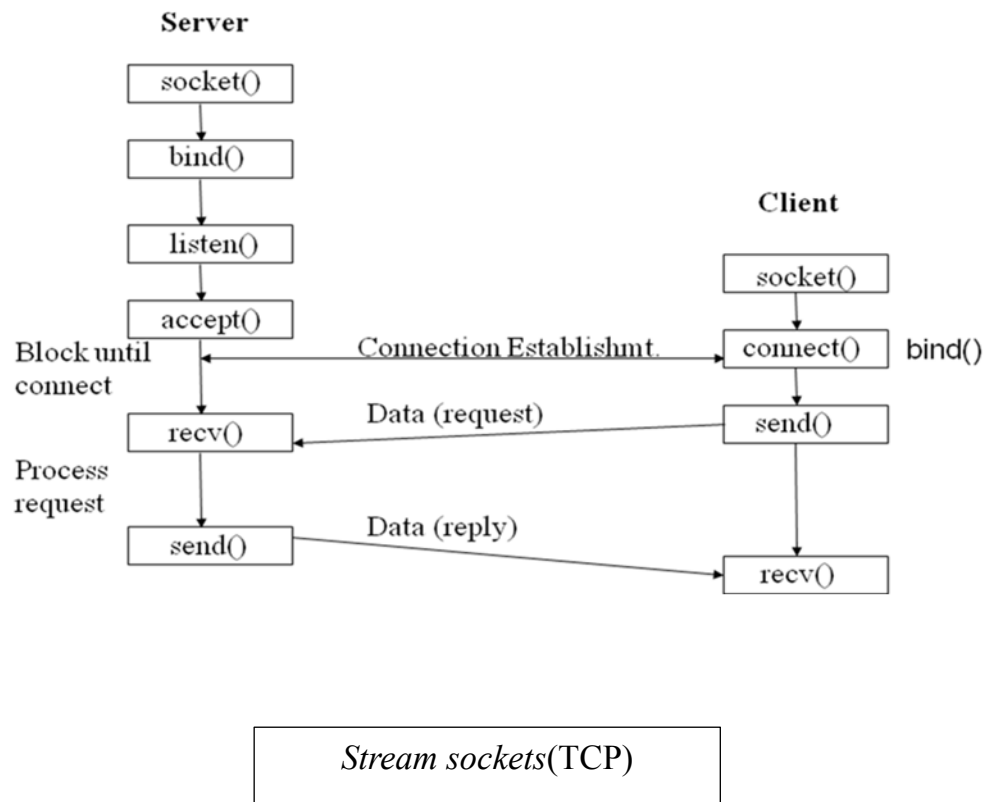 Server
socket()
bind()
listen()
accept()
Block until
connect
recv()
Process
request
send()
Connection Establishmt.
Data (request)
Data (reply)
Client
socket()
connect()
bind()
send()
recv()
Stream sockets(TCP)